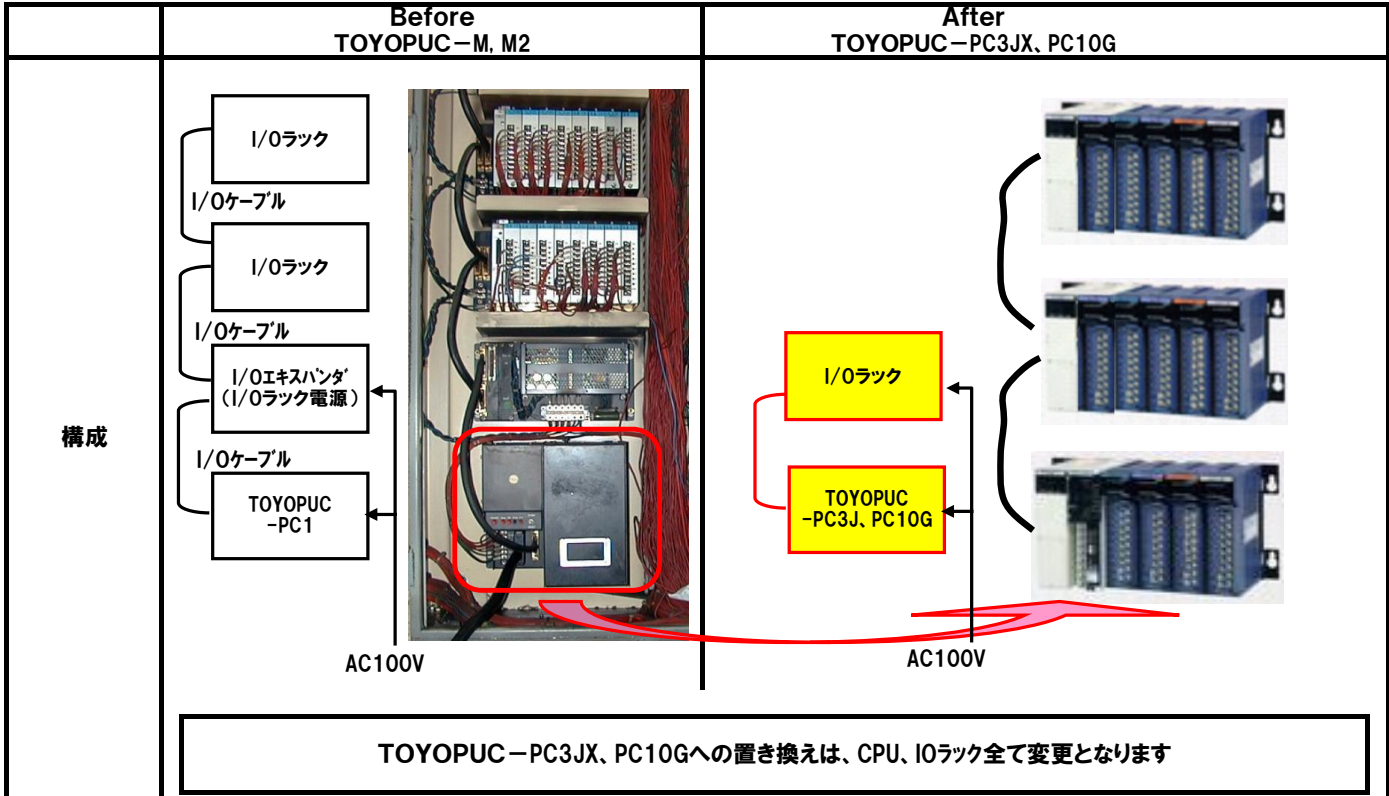 Before
TOYOPUC－M, M2
After
TOYOPUC－PC3JX、PC10G
構成
I/Oラック
I/Oケーブル
I/Oラック
I/Oケーブル
I/Oエキスパンダ
(I/Oラック電源)
I/Oケーブル
TOYOPUC
-PC1
AC100V
I/Oラック
TOYOPUC
-PC3J、PC10G
AC100V
TOYOPUC－PC3JX、PC10Gへの置き換えは、CPU、IOラック全て変更となります